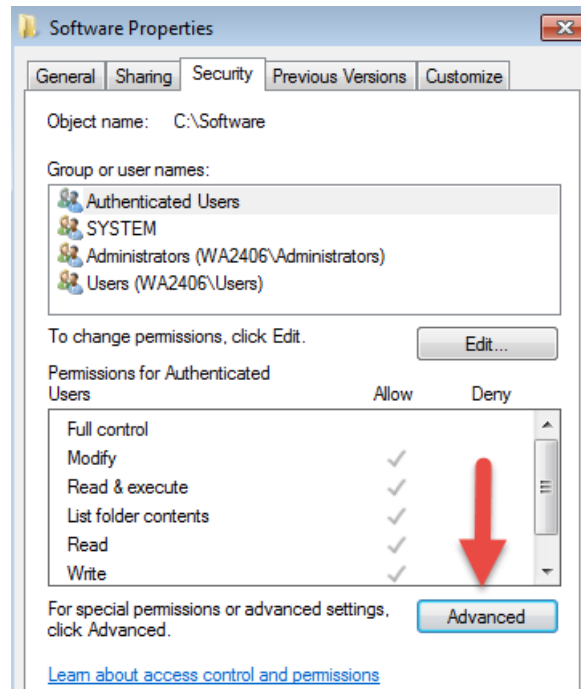 Software Properties
General Sharing Security Previous Versions Customize
Object name: C:\Software
Group or user names:
Authenticated Users
SYSTEM
Administrators (WA2406\Administrators)
Users (WA2406\Users)
To change permissions, click Edit.
Edit...
Permissions for Authenticated
Users Allow Deny
Full control
Modify
Read & execute
List folder contents
Read
Write
For special permissions or advanced settings,
click Advanced.
Advanced
Learn about access control and permissions